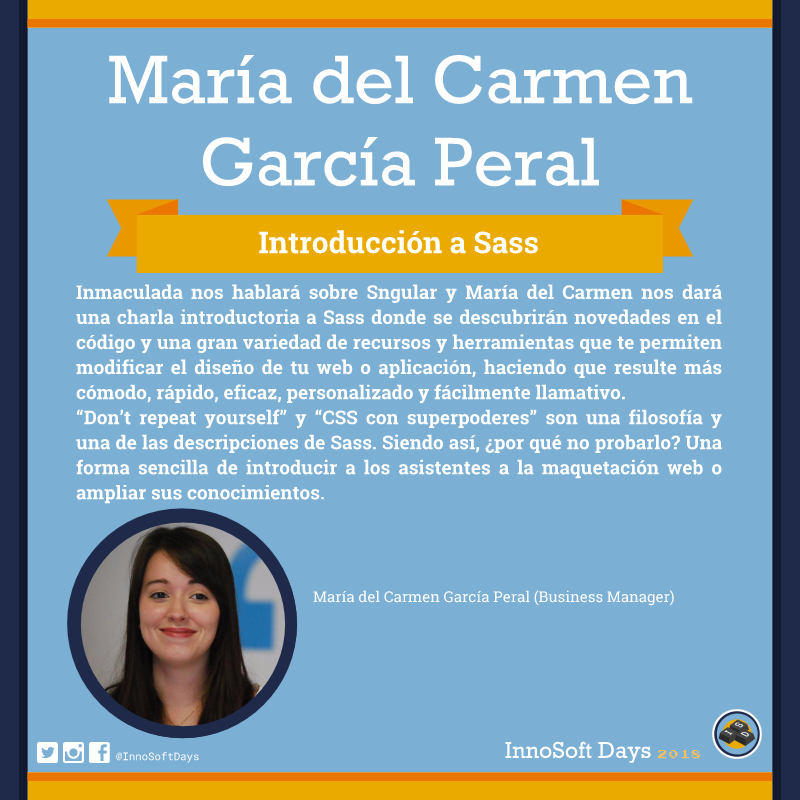 María del Carmen
García Peral
Introducción a Sass
Inmaculada nos hablará sobre Sngular y María del Carmen nos dará
una charla introductoria a Sass donde se descubrirán novedades en el
código y una gran variedad de recursos y herramientas que te permiten
modificar el diseño de tu web o aplicación, haciendo que resulte más
cómodo, rápido, eficaz, personalizado y fácilmente llamativo.
“Don’t repeat yourself” y “CSS con superpoderes” son una filosofía y
una de las descripciones de Sass. Siendo así, ¿por qué no probarlo? Una
forma sencilla de introducir a los asistentes a la maquetación web o
ampliar sus conocimientos.
María del Carmen García Peral (Business Manager)
@InnoSoftDays
InnoSoft Days 2018